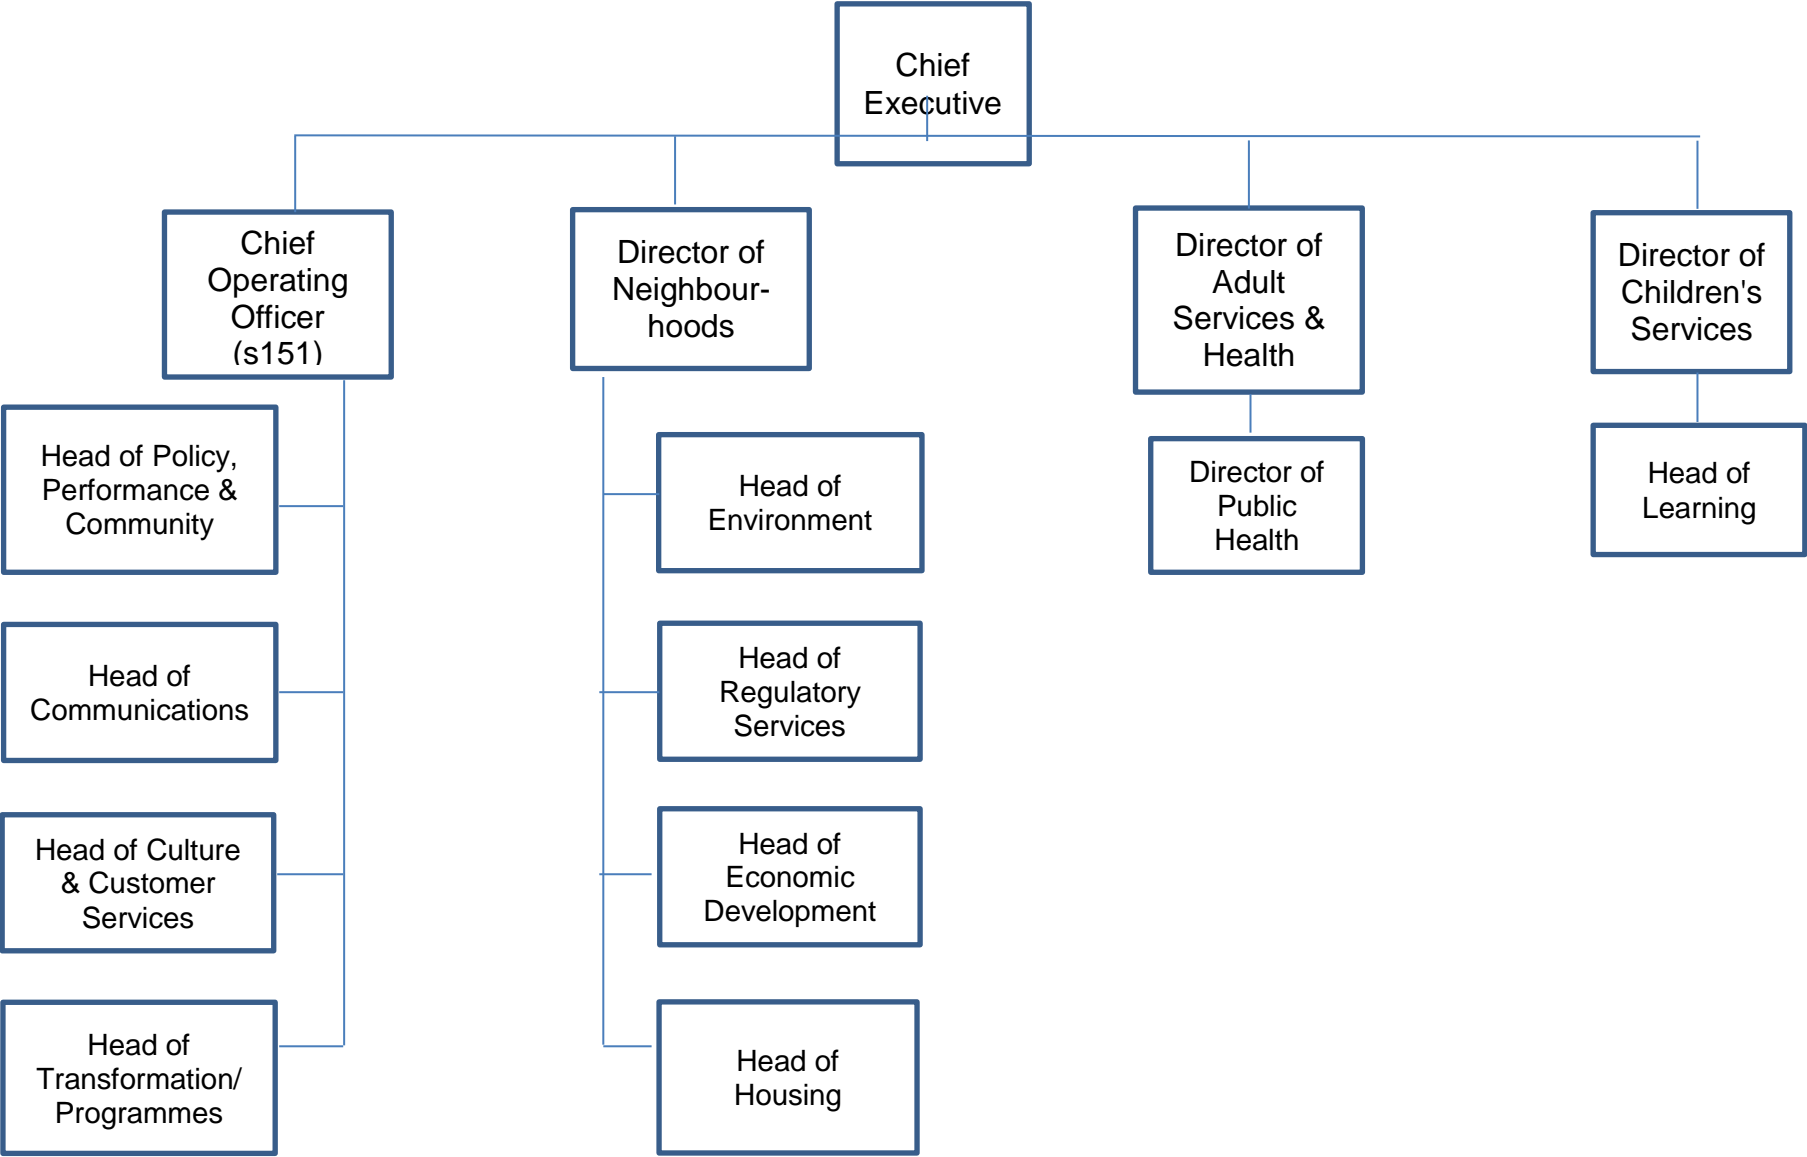 Chief
Executive
Chief
Operating
Officer
(s151)
Director of
Neighbour-
hoods
Director of
Adult
Services &
Health
Director of
Children's
Services
Head of Policy,
Performance &
Community
Head of
Communications
Head of Culture
& Customer
Services
Head of
Transformation/
Programmes
Head of
Environment
Head of
Regulatory
Services
Head of
Economic
Development
Head of
Housing
Director of
Public
Health
Head of
Learning